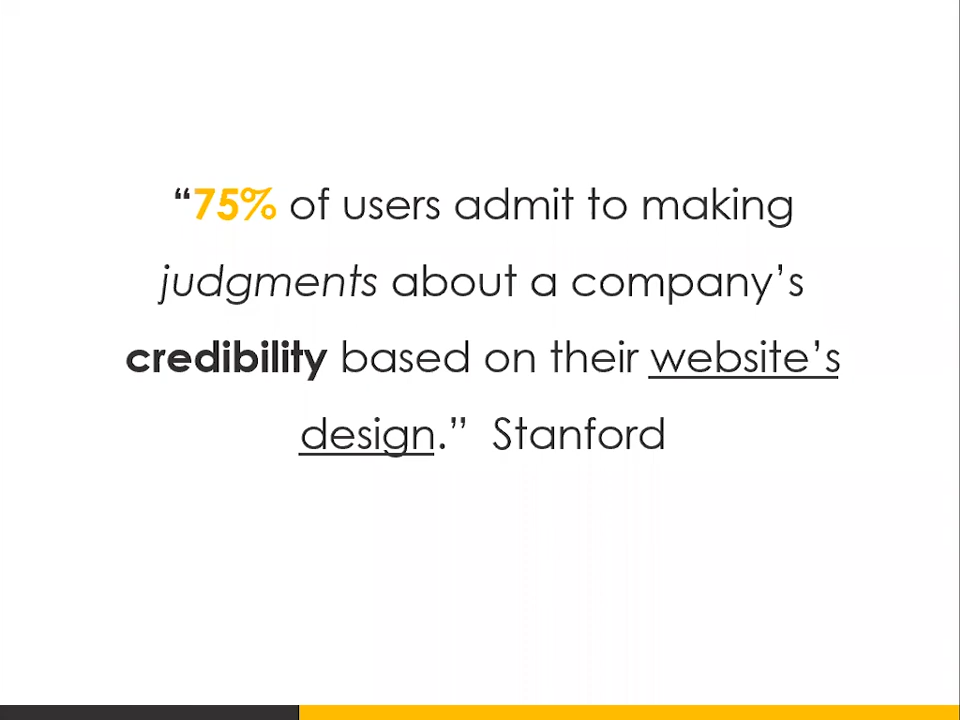 “75% of users admit to making
judgments about a company’s
credibility based on their website’s
design.”  Stanford